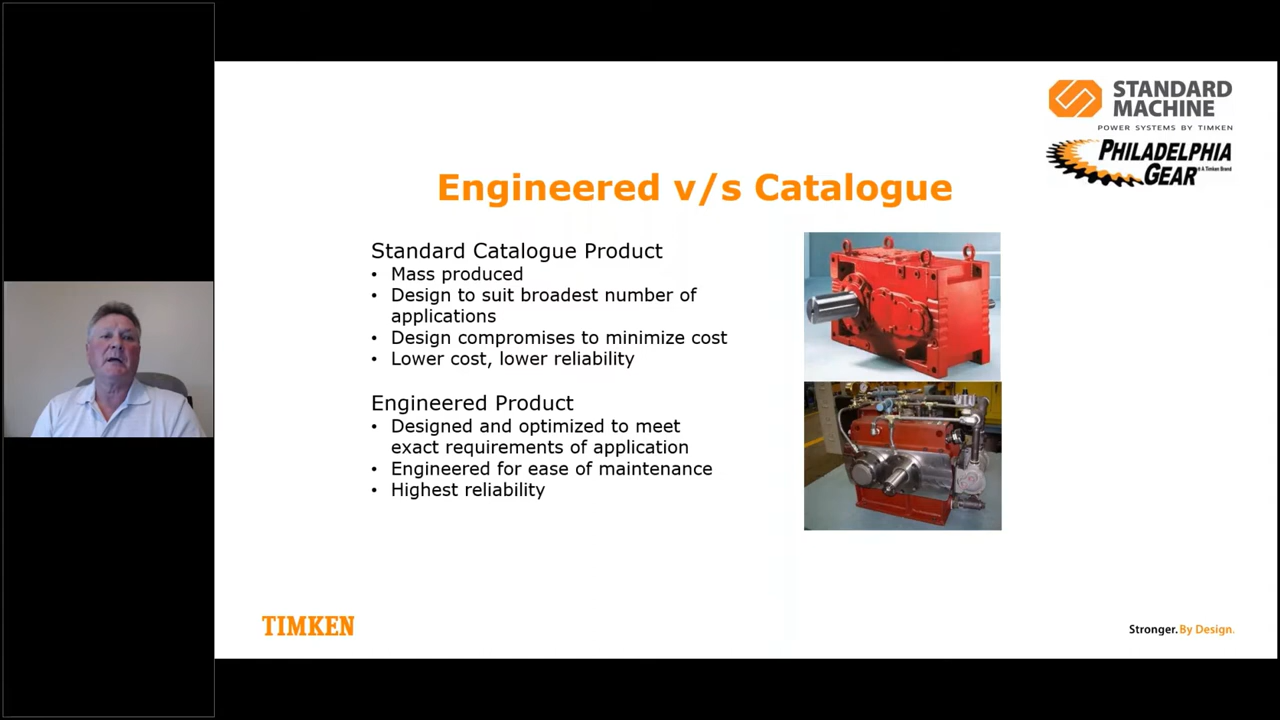 STANDARD
MACHINE
POWER SYSTEMS BY TIMKEN
PHILADELPHIA
GEAR
A Timken Brand
Engineered v/s Catalogue
Standard Catalogue Product
• Mass produced
• Design to suit broadest number of
applications
• Design compromises to minimize cost
• Lower cost, lower reliability
Engineered Product
• Designed and optimized to meet
exact requirements of application
• Engineered for ease of maintenance
• Highest reliability
TIMKEN
Stronger. By Design.